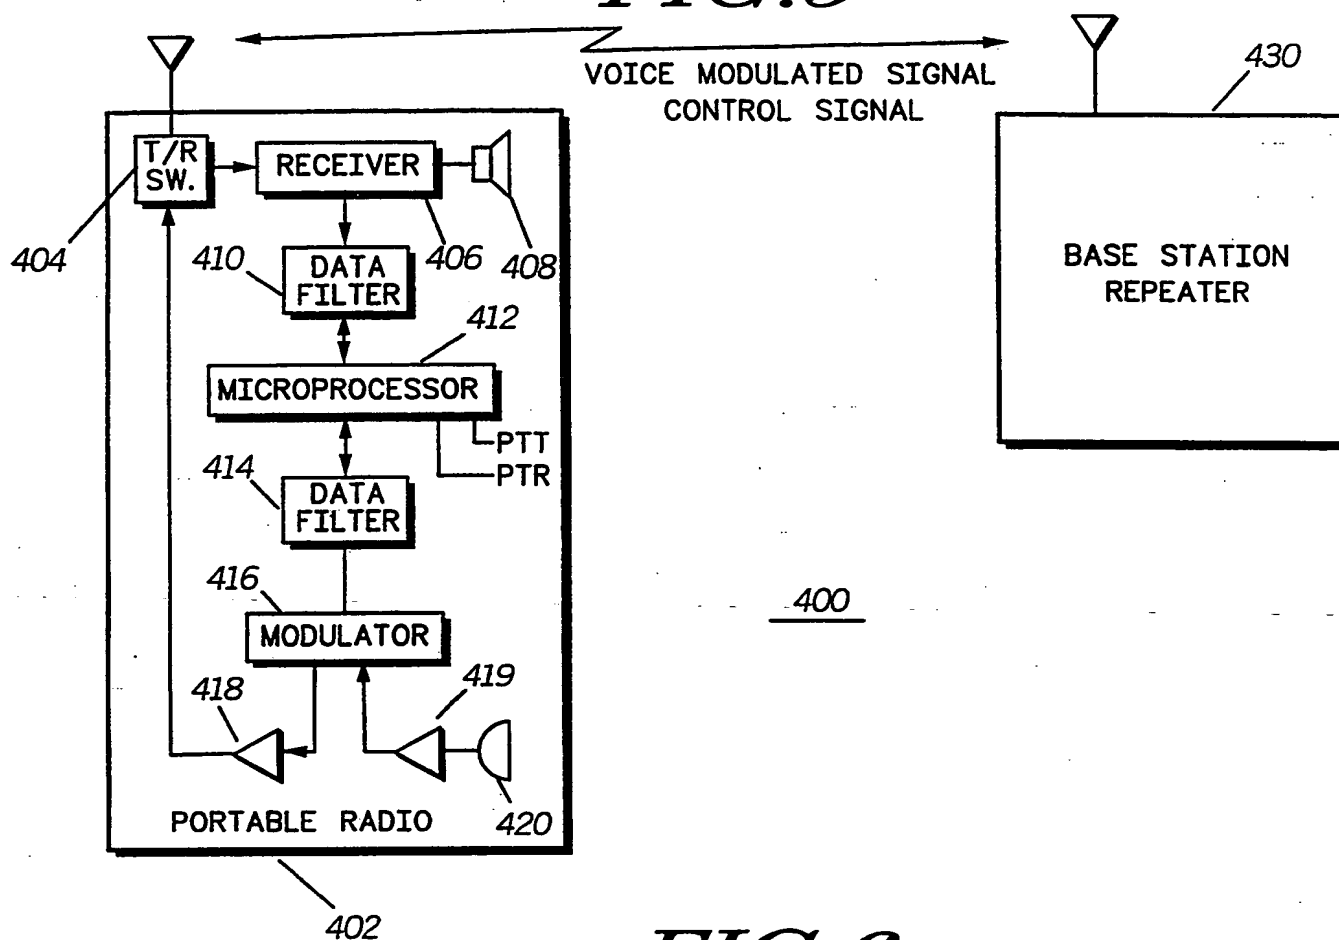 VOICE MODULATED SIGNAL
CONTROL SIGNAL
430
T/R
SW.
RECEIVER
404
410
406
408
DATA
FILTER
BASE STATION
REPEATER
412
MICROPROCESSOR
PTT
PTR
414
DATA
FILTER
416
400
MODULATOR
418
419
420
PORTABLE RADIO
402